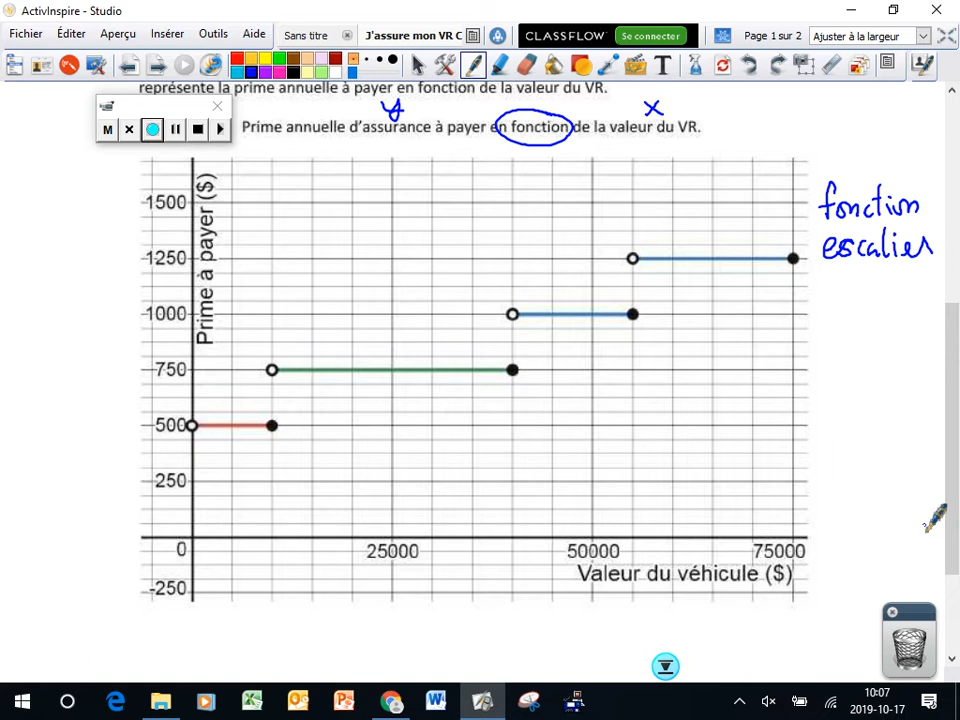 ActivInspire - Studio
Fichier Éditer Aperçu Insérer Outils Aide Sans titre J'assure mon VR C CLASSFLOW Se connecter Page 1 sur 2 Ajuster à la largeur
représente la prime annuelle à payer en fonction de la valeur du VR.
y x
M
Prime annuelle d'assurance à payer en fonction de la valeur du VR.
Prime à payer ($)
1500
1250
1000
750
500
250
0
-250
25000 50000 75000
Valeur du véhicule ($)
fonction
escalier
10:07
2019-10-17